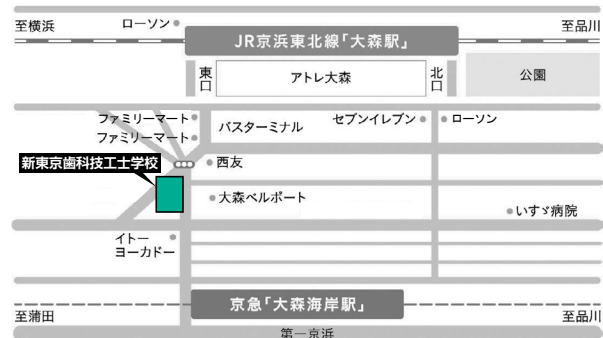 至横浜
ローソン
至品川
JR京浜東北線「大森駅」
東口
アトレ大森
北口
公園
ファミリーマート
ファミリーマート
バスターミナル
セブンイレブン
ローソン
新東京歯科技工士学校
西友
大森ベルポート
いすゞ病院
イトー
ヨーカドー
京急「大森海岸駅」
至蒲田
至品川
第一京浜